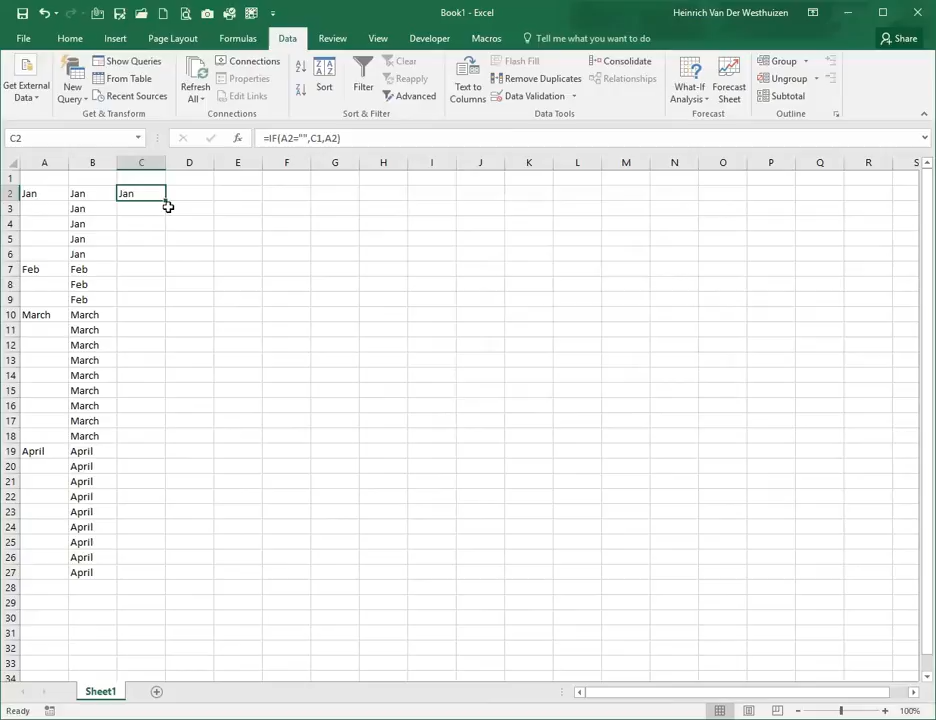 Book1 - Excel
Heinrich Van Der Westhuizen
File Home Insert Page Layout Formulas Data Review View Developer Macros Tell me what you want to do Share
Get External Data
New Query
Show Queries
From Table
Recent Sources
Get & Transform
Refresh All
Connections
Properties
Edit Links
Connections
Sort
Filter
Clear
Reapply
Advanced
Sort & Filter
Text to Columns
Flash Fill
Remove Duplicates
Data Validation
Consolidate
Relationships
Data Tools
What-If Analysis
Forecast Sheet
Forecast
Group
Ungroup
Subtotal
Outline
C2 fx =IF(A2="",C1,A2)
A B C D E F G H I J K L M N O P Q R S
1
2 Jan Jan Jan
3 Jan
4 Jan
5 Jan
6 Jan
7 Feb Feb
8 Feb
9 Feb
10 March March
11 March
12 March
13 March
14 March
15 March
16 March
17 March
18 March
19 April April
20 April
21 April
22 April
23 April
24 April
25 April
26 April
27 April
28
29
30
31
32
33
34
Sheet1
Ready 100%